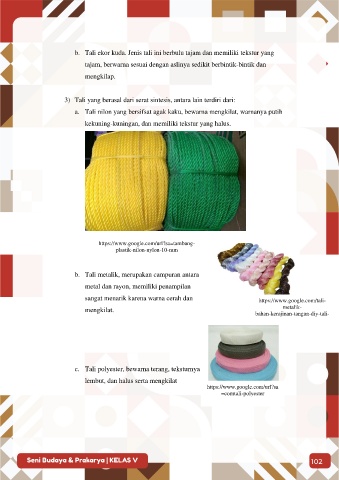 b. Tali ekor kuda. Jenis tali ini berbulu tajam dan memiliki tekstur yang
tajam, berwarna sesuai dengan aslinya sedikit berbintik-bintik dan
mengkilap.
3) Tali yang berasal dari serat sintesis, antara lain terdiri dari:
a. Tali nilon yang bersifsat agak kaku, bewarna mengkilat, warnanya putih
kekuning-kuningan, dan memiliki tekstur yang halus.
https://www.google.com/url?sa=tambang-
plastik-nilon-nylon-10-mm
b. Tali metalik, merupakan campuran antara
metal dan rayon, memiliki penampilan
sangat menarik karena warna cerah dan
mengkilat.
https://www.google.com/tali-
metalik-
bahan-kerajinan-tangan-diy-tali-
c. Tali polyester, bewarna terang, teksturnya
lembut, dan halus serta mengkilat
https://www.google.com/url?sa
=comtali-polyester
Seni Budaya & Prakarya | KELAS V
102